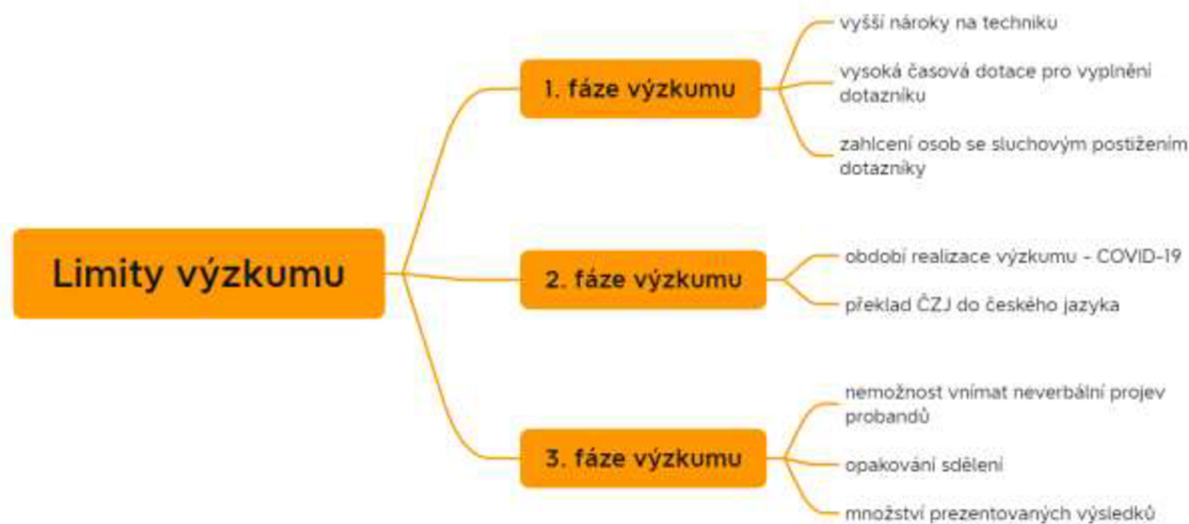 Limity výzkumu
1. fáze výzkumu
vyšší nároky na techniku
vysoká časová dotace pro vyplnění
dotazníku
zahlcení osob se sluchovým postižením
dotazníky
2. fáze výzkumu
období realizace výzkumu - COVID-19
překlad ČZJ do českého jazyka
3. fáze výzkumu
nemožnost vnímat neverbální projev
probandů
opakování sdělení
množství prezentovaných výsledků